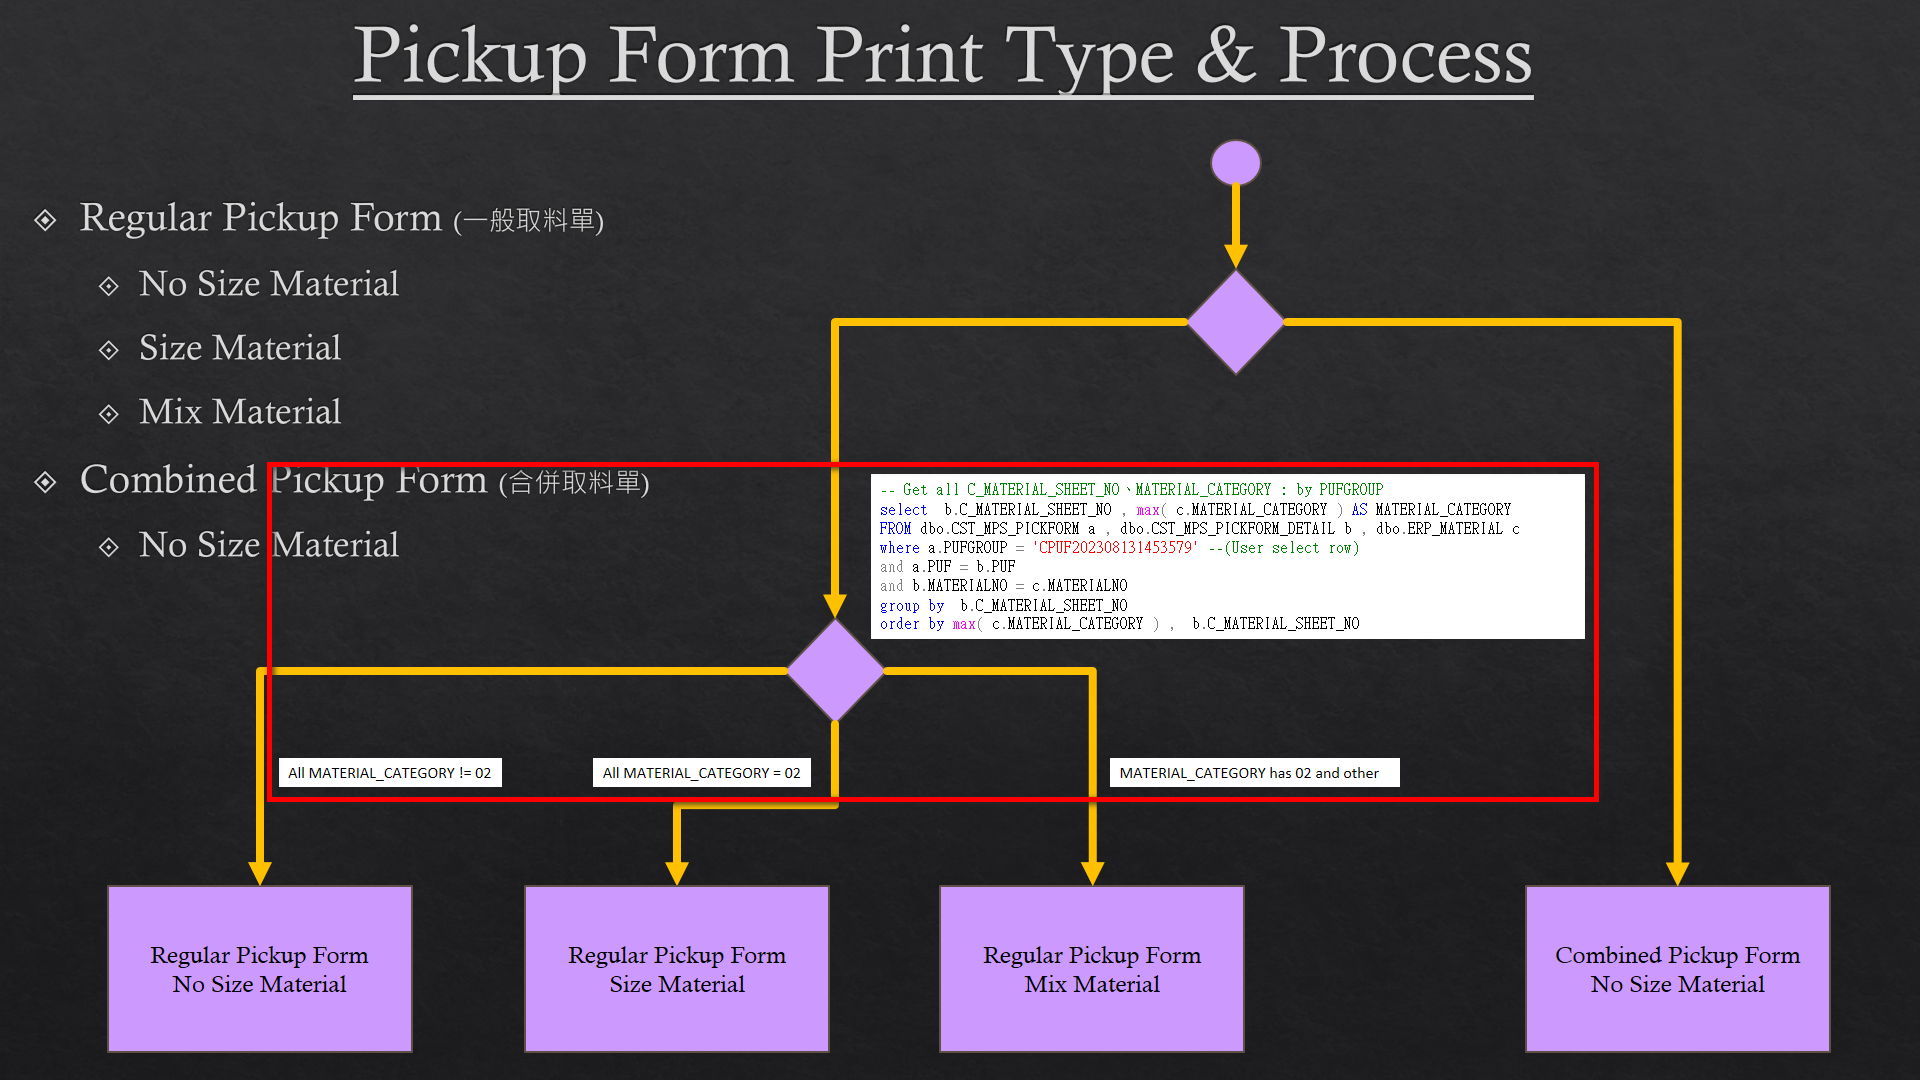 Pickup Form Print Type & Process
Regular Pickup Form (一般取料單)
No Size Material
Size Material
Mix Material
Combined Pickup Form (合併取料單)
No Size Material
-- Get all C_MATERIAL_SHEET_NO、MATERIAL_CATEGORY : by PUFGROUP
select  b.C_MATERIAL_SHEET_NO , max( c.MATERIAL_CATEGORY ) AS MATERIAL_CATEGORY
FROM dbo.CST_MPS_PICKFORM a , dbo.CST_MPS_PICKFORM_DETAIL b , dbo.ERP_MATERIAL c
where a.PUFGROUP = 'CPUF202308131453579' --(User select row)
and a.PUF = b.PUF
and b.MATERIALNO = c.MATERIALNO
group by  b.C_MATERIAL_SHEET_NO
order by max( c.MATERIAL_CATEGORY ) ,  b.C_MATERIAL_SHEET_NO
All MATERIAL_CATEGORY != 02
All MATERIAL_CATEGORY = 02
MATERIAL_CATEGORY has 02 and other
Regular Pickup Form
No Size Material
Regular Pickup Form
Size Material
Regular Pickup Form
Mix Material
Combined Pickup Form
No Size Material